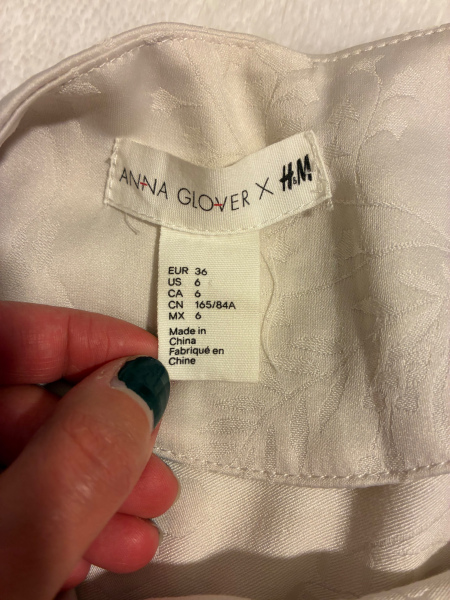 ANNA GLOVER X H&M
EUR 36
US 6
CA 6
CN 165/84A
MX 6
Made in
China
Fabriqué en
Chine